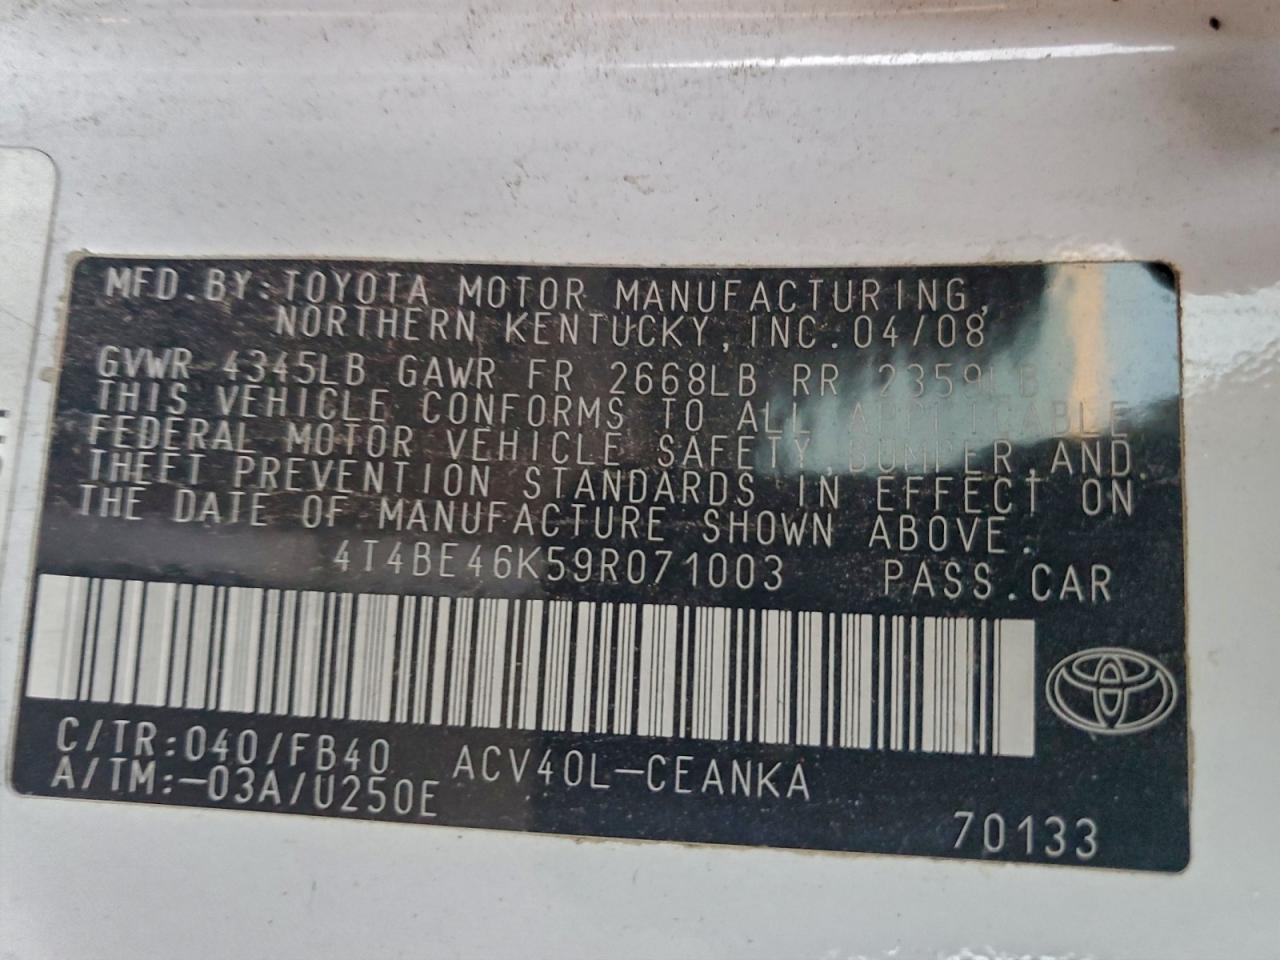 MFD.BY:TOYOTA MOTOR MANUFACTURING,
NORTHERN KENTUCKY,INC.04/08
GVWR 4345LB GAWR FR 2668LB RR 2359LB
THIS VEHICLE CONFORMS TO ALL APPLICABLE
FEDERAL MOTOR VEHICLE SAFETY,BUMPER,AND
THEFT PREVENTION STANDARDS IN EFFECT ON
THE DATE OF MANUFACTURE SHOWN ABOVE.
4T4BE46K59R071003 PASS.CAR
C/TR:040/FB40 ACV40L-CEANKA
A/TM:-03A/U250E
70133